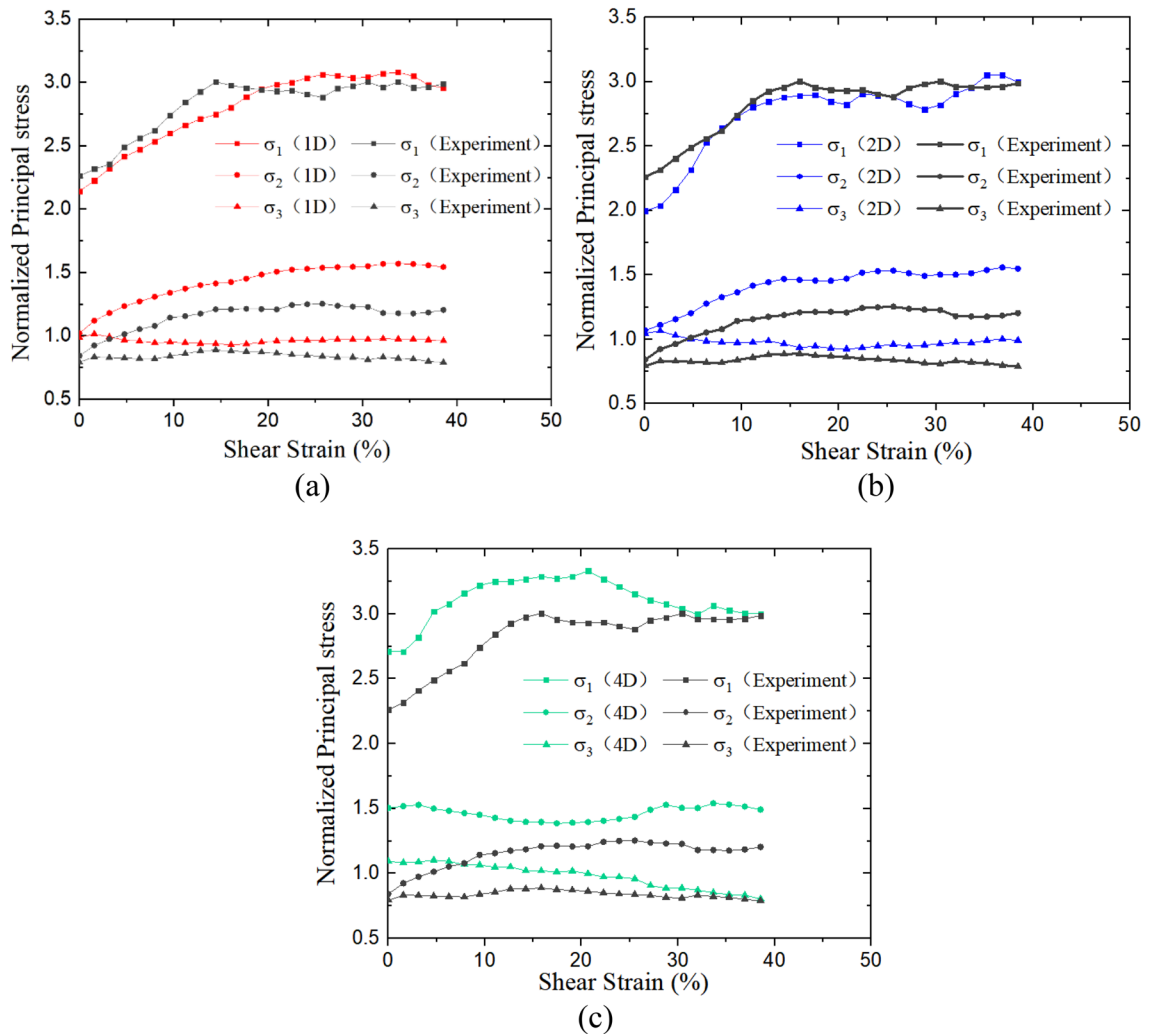 3.5
3.0
2.5
2.0
1.5
1.0
0.5
Normalized Principal stress
σ1（1D） σ1（Experiment）
σ2（1D） σ2（Experiment）
σ3（1D） σ3（Experiment）
0 10 20 30 40 50
Shear Strain (%)
(a)
3.5
3.0
2.5
2.0
1.5
1.0
0.5
Normalized Principal stress
σ1（2D） σ1（Experiment）
σ2（2D） σ2（Experiment）
σ3（2D） σ3（Experiment）
0 10 20 30 40 50
Shear Strain (%)
(b)
3.5
3.0
2.5
2.0
1.5
1.0
0.5
Normalized Principal stress
σ1（4D） σ1（Experiment）
σ2（4D） σ2（Experiment）
σ3（4D） σ3（Experiment）
0 10 20 30 40 50
Shear Strain (%)
(c)